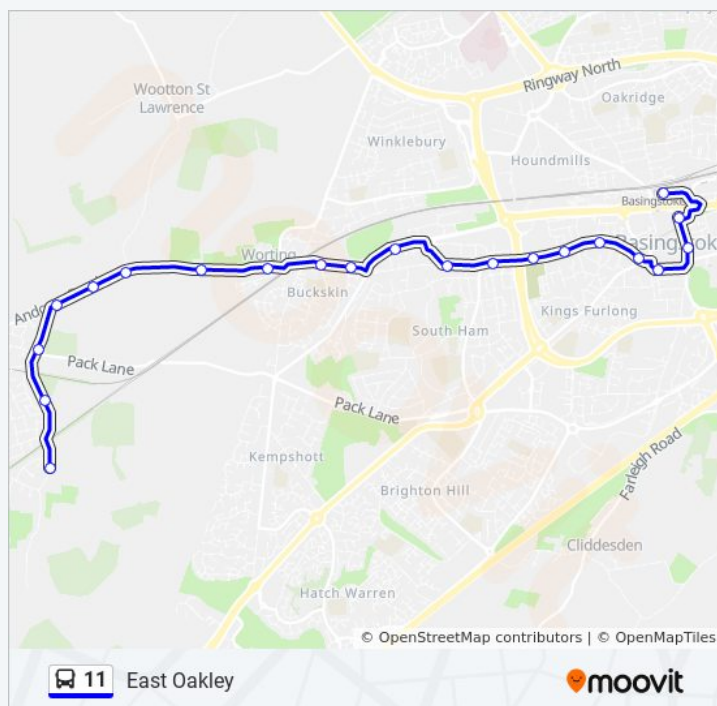 Wootton St
Lawrence
Ringway North
Oakridge
Winklebury
Houndmills
Basingstoke
Basingstok
Worting
Buckskin
Kings Furlong
South Ham
Pack Lane
Pack Lane
Kempshott
Farleigh Road
Brighton Hill
Cliddesden
Hatch Warren
© OpenStreetMap contributors | © OpenMapTiles
11 East Oakley
moovit